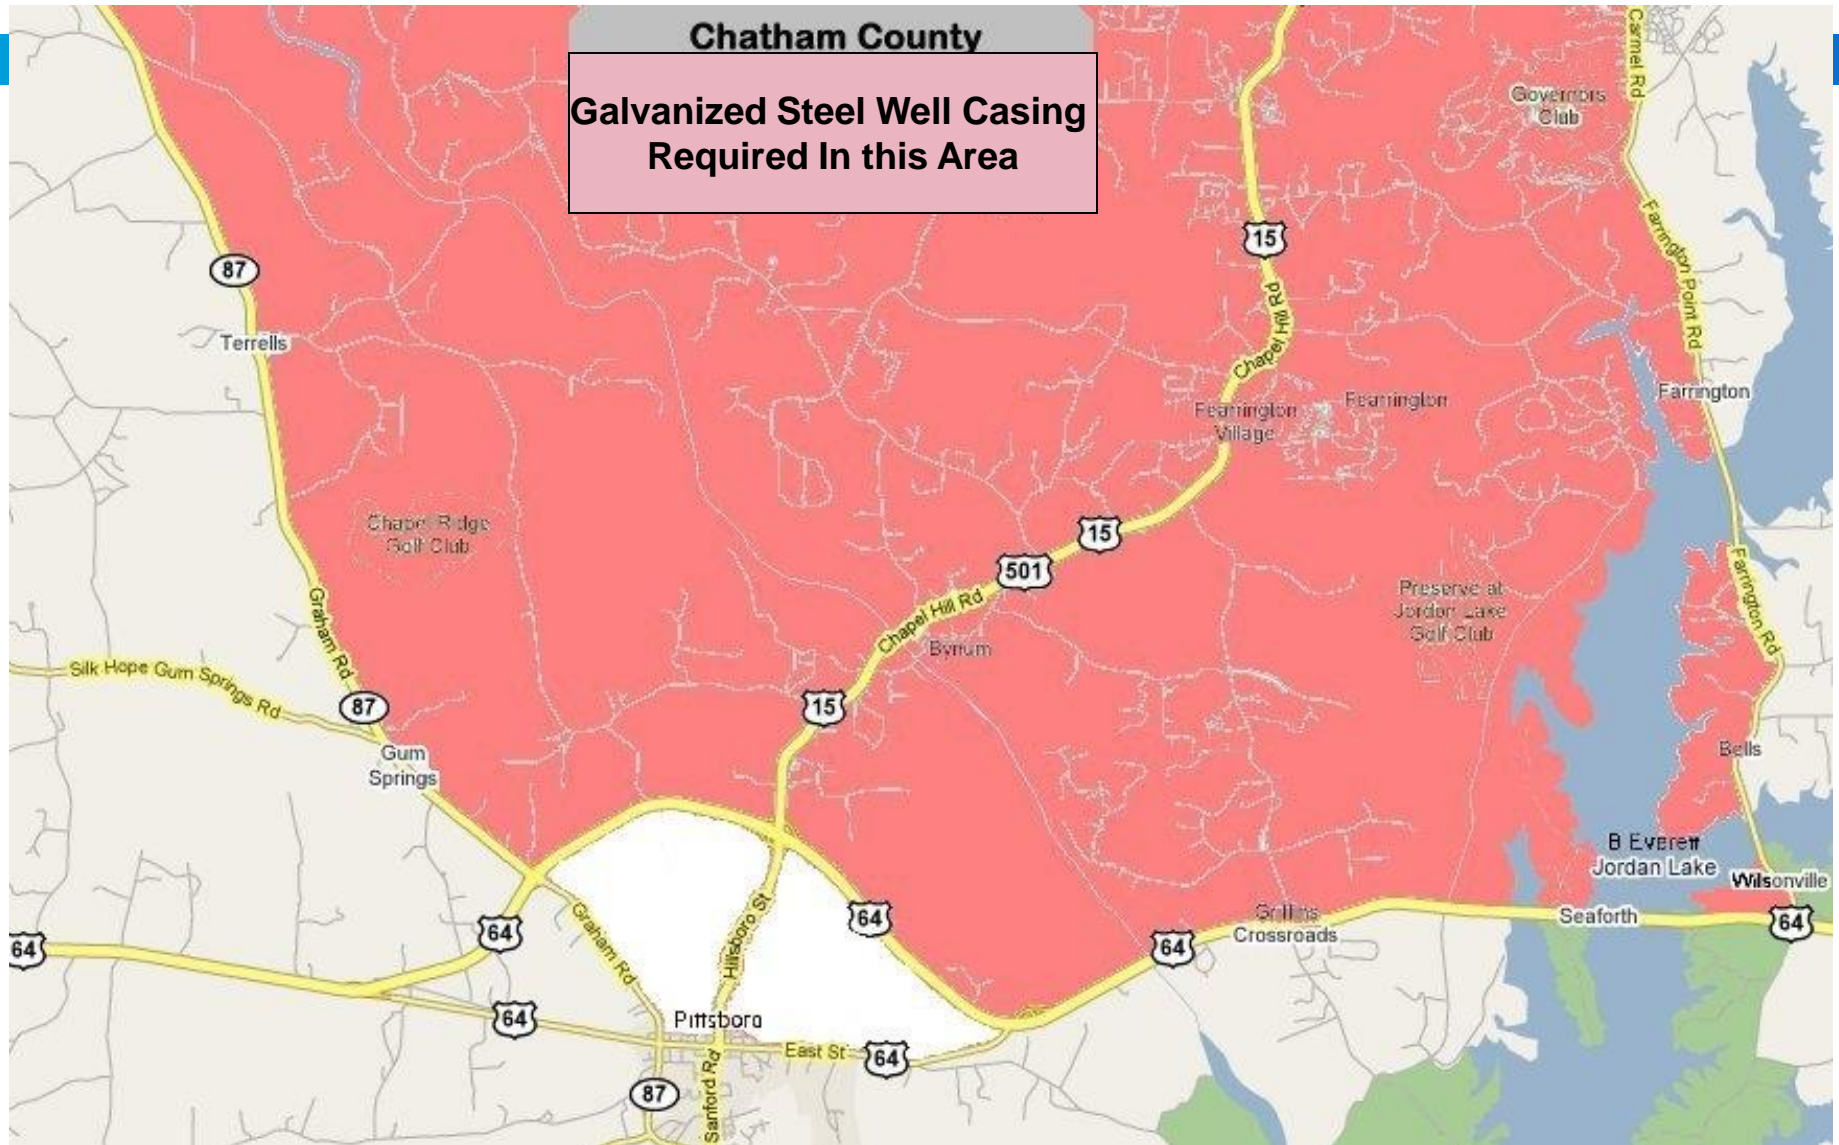 Chatham County
Galvanized Steel Well Casing
Required In this Area
Carmel Rd
Governors
Club
15
Farrington Point Rd
87
Chapel Hill Rd
Terrells
Farrington
Fearrington
Village
Fearrington
Chapel Ridge
Golf Club
15
501
Farrington Rd
Preserve at
Jordon Lake
Golf Club
Graham Rd
Chapel Hill Rd
Bynum
Silk Hope Gum Springs Rd
87
15
Gum
Springs
Bells
B Everett
Jordan Lake
Wilsonville
Graham Rd
Hillsboro St
64
64
Griffins
Crossroads
Seaforth
64
64
64
64
Pittsboro
East St
64
87
Sanford Rd